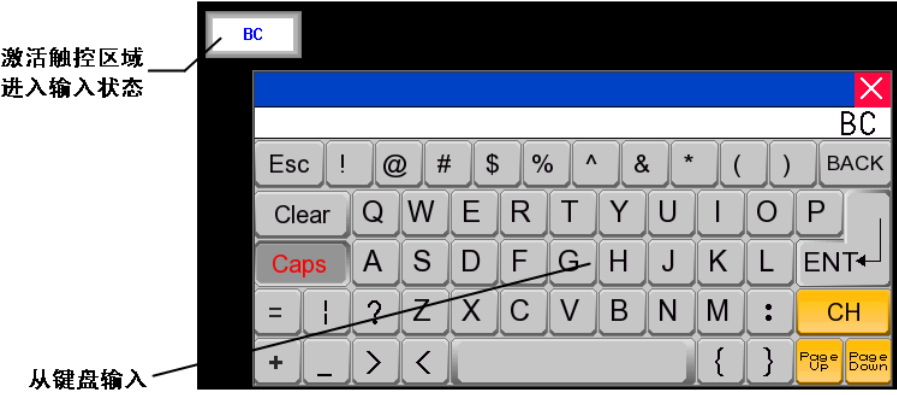 BC
激活触控区域
进入输入状态
BC
Esc ! @ # $ % ^ & * ( ) BACK
Clear Q W E R T Y U I O P
Caps A S D F G H J K L ENT
= ¦ ? Z X C V B N M : CH
+ _ > < { } Page Up Page Down
从键盘输入